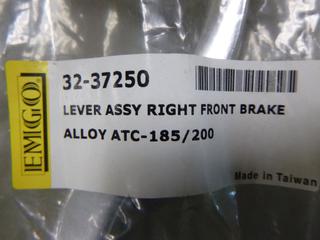 EMGO
32-37250
LEVER ASSY RIGHT FRONT BRAKE
ALLOY ATC-185/200
Made in Taiwan